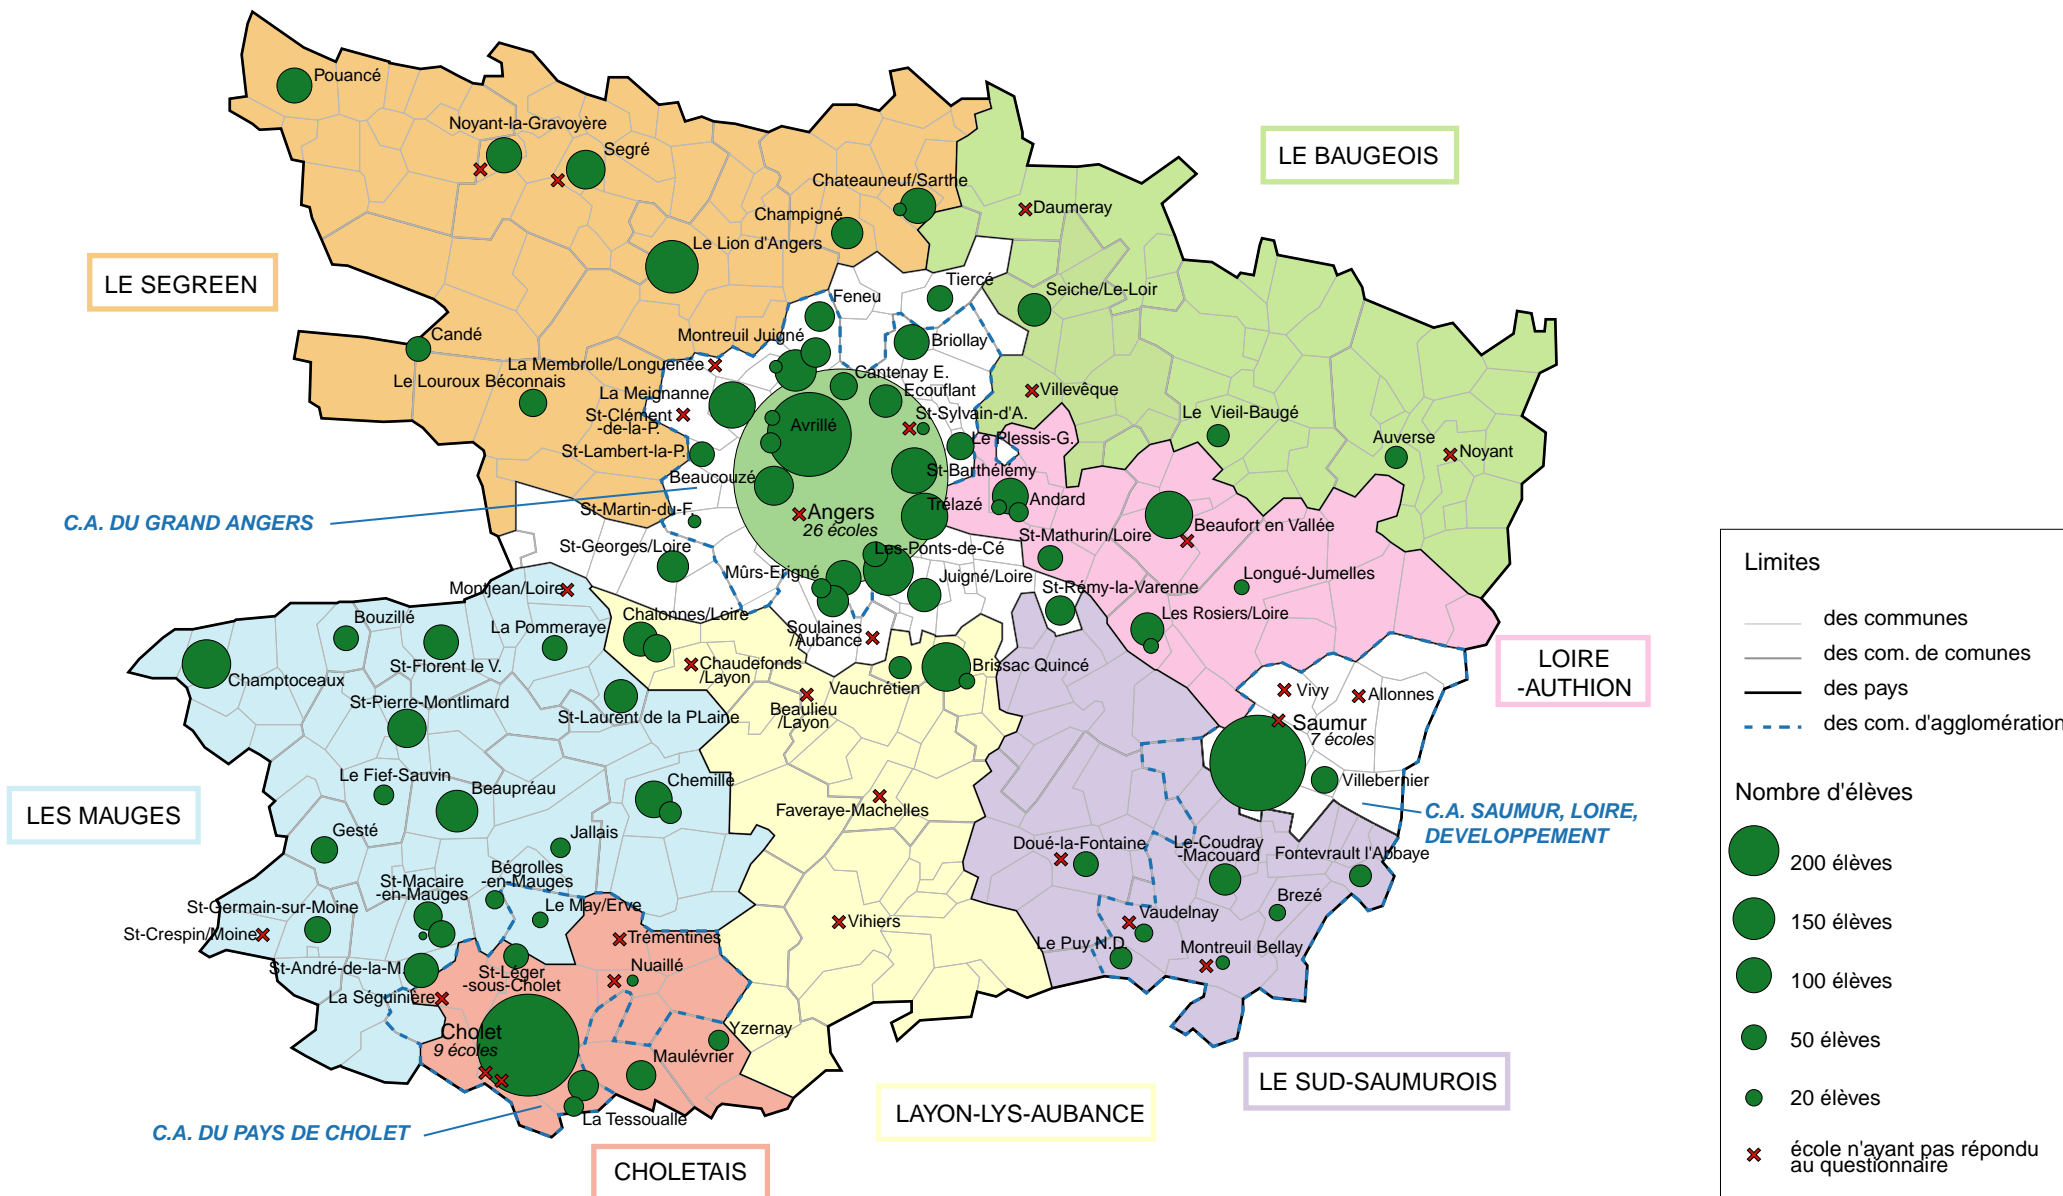 Pouancé
Noyant-la-Gravoyère
Segré
LE BAUGEOIS
Chateauneuf/Sarthe
Champigné
Daumeray
Le Lion d'Angers
LE SEGREEN
Tiercé
Seiche/Le-Loir
Feneu
Candé
Montreuil Juigné
Briollay
La Membrolle/Longuenée
Cantenay E.
Le Louroux Béconnais
La Meignanne
Ecouflant
Villevêque
St-Clément
-de-la-P.
St-Sylvain-d'A.
Le Vieil-Baugé
Avrillé
Le Plessis-G.
Auverse
Noyant
St-Lambert-la-P.
Beaucouzé
St-Barthélemy
Andard
C.A. DU GRAND ANGERS
St-Martin-du-F.
Angers
26 écoles
Trélazé
Beaufort en Vallée
St-Mathurin/Loire
St-Georges/Loire
Les-Ponts-de-Cé
Mûrs-Erigné
Juigné/Loire
St-Rémy-la-Varenne
Longué-Jumelles
Montjean/Loire
Les Rosiers/Loire
Bouzillé
La Pommeraye
Chalonnes/Loire
Soulaines
/Aubance
St-Florent le V.
Champtoceaux
Chaudefonds
/Layon
Vauchrétien
Brissac Quincé
LOIRE
-AUTHION
St-Pierre-Montlimard
St-Laurent de la PLaine
Beaulieu
/Layon
Vivy
Allonnes
Saumur
7 écoles
Le Fief-Sauvin
Beaupréau
Chemille
Villebernier
LES MAUGES
Faveraye-Machelles
C.A. SAUMUR, LOIRE,
DEVELOPPEMENT
Gesté
Jallais
Doué-la-Fontaine
Le-Coudray
-Macouard
Fontevrault l'Abbaye
Bégrolles
-en-Mauges
St-Macaire
-en-Mauges
Brezé
St-Germain-sur-Moine
Le May/Erve
Vihiers
Vaudelnay
St-Crespin/Moine
Trémentines
Le Puy N.D.
Montreuil Bellay
St-André-de-la-M.
St-Léger
-sous-Cholet
Nuaillé
La Séguinière
Cholet
9 écoles
Yzernay
Maulévrier
LE SUD-SAUMUROIS
LAYON-LYS-AUBANCE
La Tessoualle
C.A. DU PAYS DE CHOLET
CHOLETAIS
Limites
des communes
des com. de comunes
des pays
des com. d'agglomération
Nombre d'élèves
200 élèves
150 élèves
100 élèves
50 élèves
20 élèves
école n'ayant pas répondu
au questionnaire